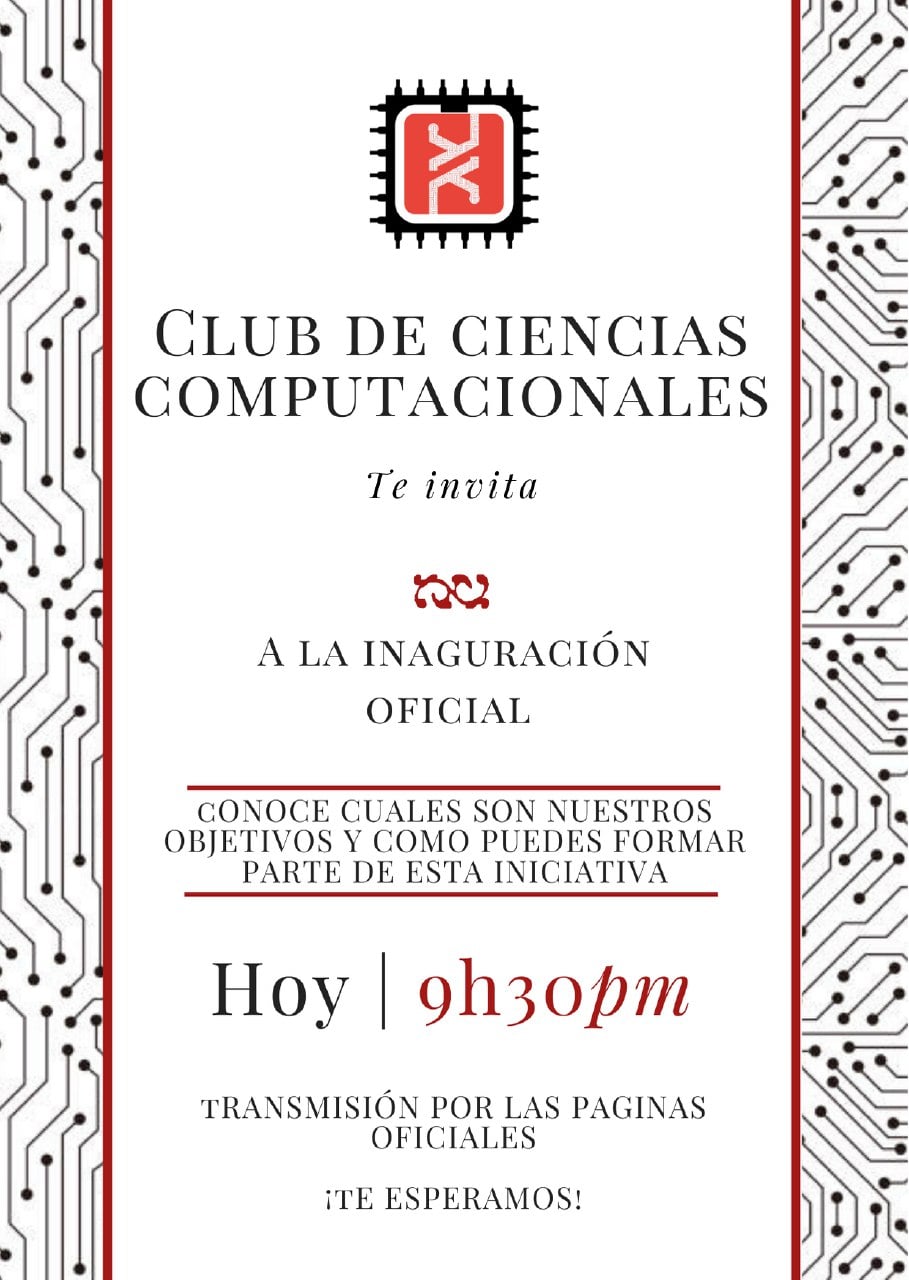 Club de ciencias
computacionales
Te invita
A la inaguración
oficial
CONOCE CUALES SON NUESTROS
OBJETIVOS Y COMO PUEDES FORMAR
PARTE DE ESTA INICIATIVA
Hoy | 9h30pm
TRANSMISIÓN POR LAS PAGINAS
OFICIALES
¡TE ESPERAMOS!